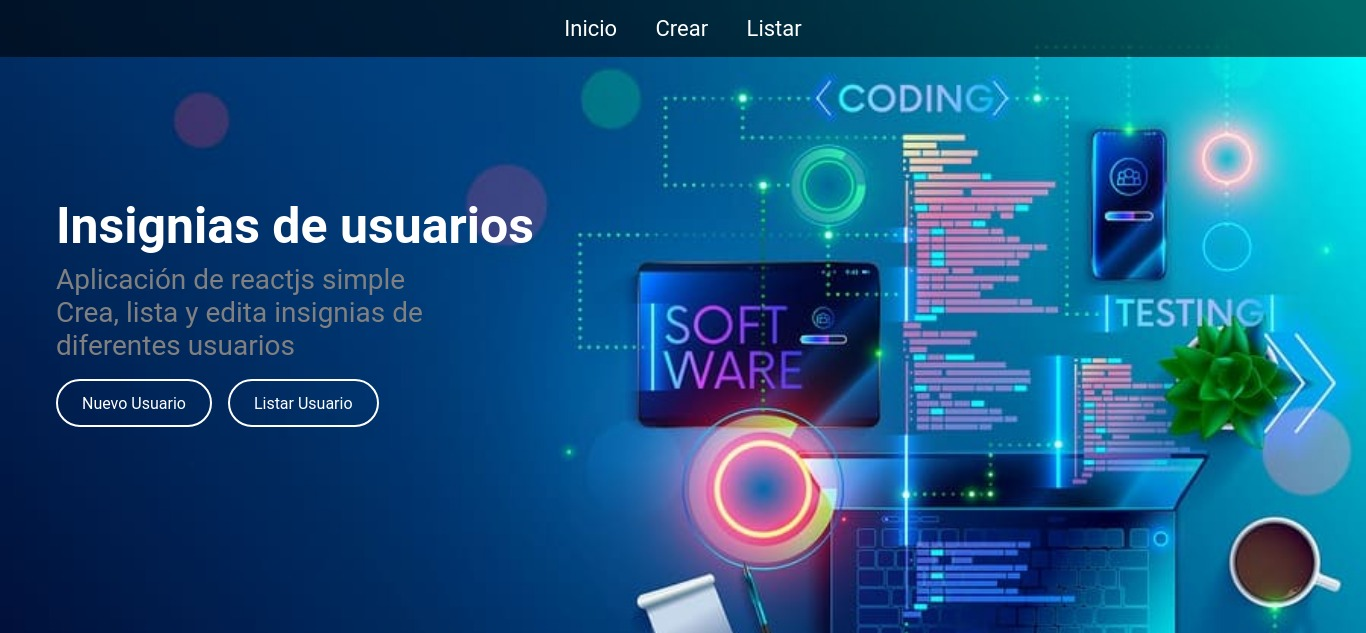 Inicio Crear Listar
CODING
Insignias de usuarios
Aplicación de reactjs simple
Crea, lista y edita insignias de
diferentes usuarios
Nuevo Usuario Listar Usuario
SOFT
WARE
TESTING